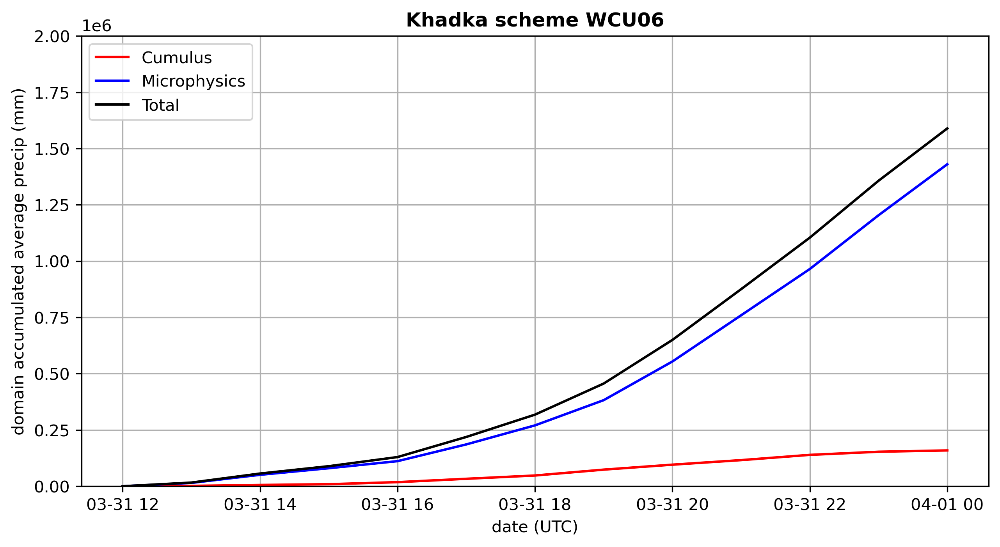 Khadka scheme WCU06
1e6
2.00
1.75
1.50
1.25
1.00
0.75
0.50
0.25
0.00
domain accumulated average precip (mm)
Cumulus
Microphysics
Total
03-31 12
03-31 14
03-31 16
03-31 18
03-31 20
03-31 22
04-01 00
date (UTC)